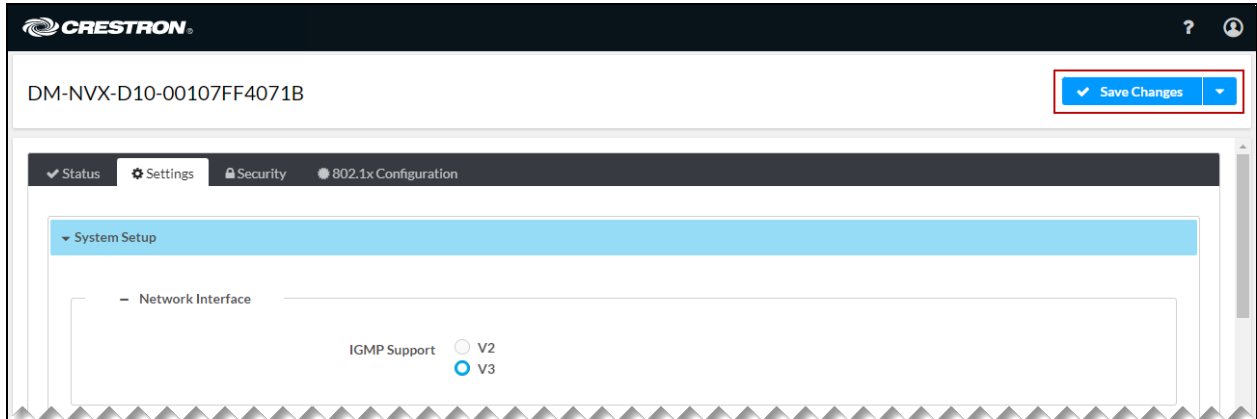 CRESTRON®
?
DM-NVX-D10-00107FF4071B
Save Changes
Status Settings Security 802.1x Configuration
System Setup
– Network Interface
IGMP Support V2
V3